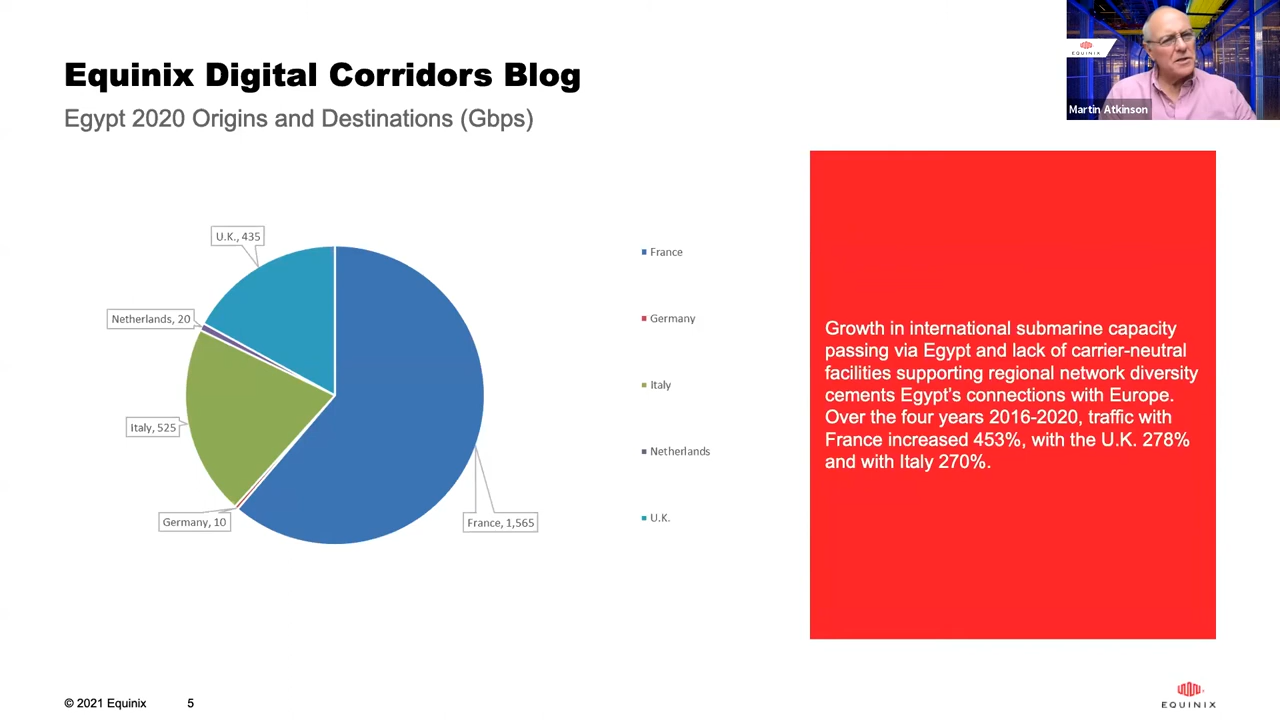 Equinix Digital Corridors Blog
Egypt 2020 Origins and Destinations (Gbps)
EQUINIX
Martin Atkinson
U.K., 435
Netherlands, 20
Italy, 525
Germany, 10
France, 1,565
France
Germany
Italy
Netherlands
U.K.
Growth in international submarine capacity
passing via Egypt and lack of carrier-neutral
facilities supporting regional network diversity
cements Egypt's connections with Europe.
Over the four years 2016-2020, traffic with
France increased 453%, with the U.K. 278%
and with Italy 270%.
© 2021 Equinix 5
EQUINIX